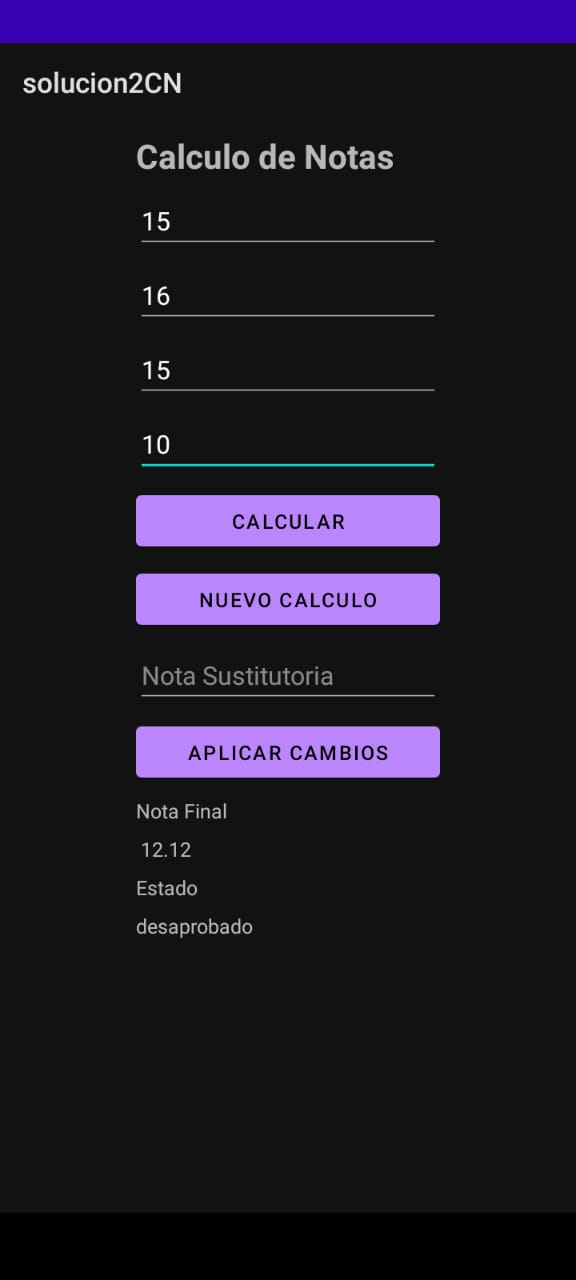 solucion2CN
Calculo de Notas
15
16
15
10
CALCULAR
NUEVO CALCULO
Nota Sustitutoria
APLICAR CAMBIOS
Nota Final
12.12
Estado
desaprobado